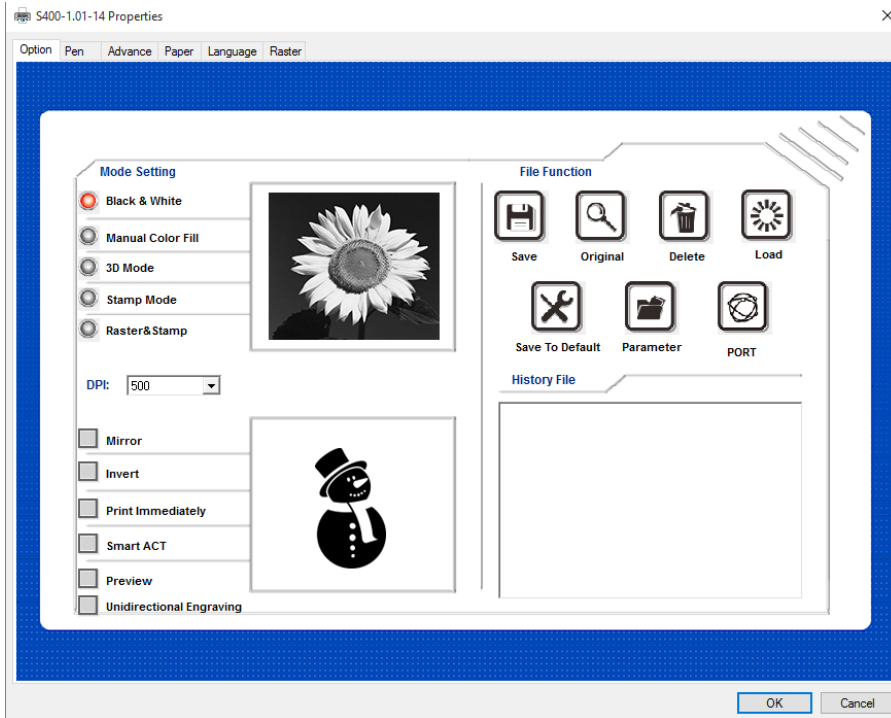 S400-1.01-14 Properties
Option Pen Advance Paper Language Raster
Mode Setting
Black & White
Manual Color Fill
3D Mode
Stamp Mode
Raster&Stamp
DPI: 500
Mirror
Invert
Print Immediately
Smart ACT
Preview
Unidirectional Engraving
File Function
Save Original Delete Load
Save To Default Parameter PORT
History File
OK Cancel